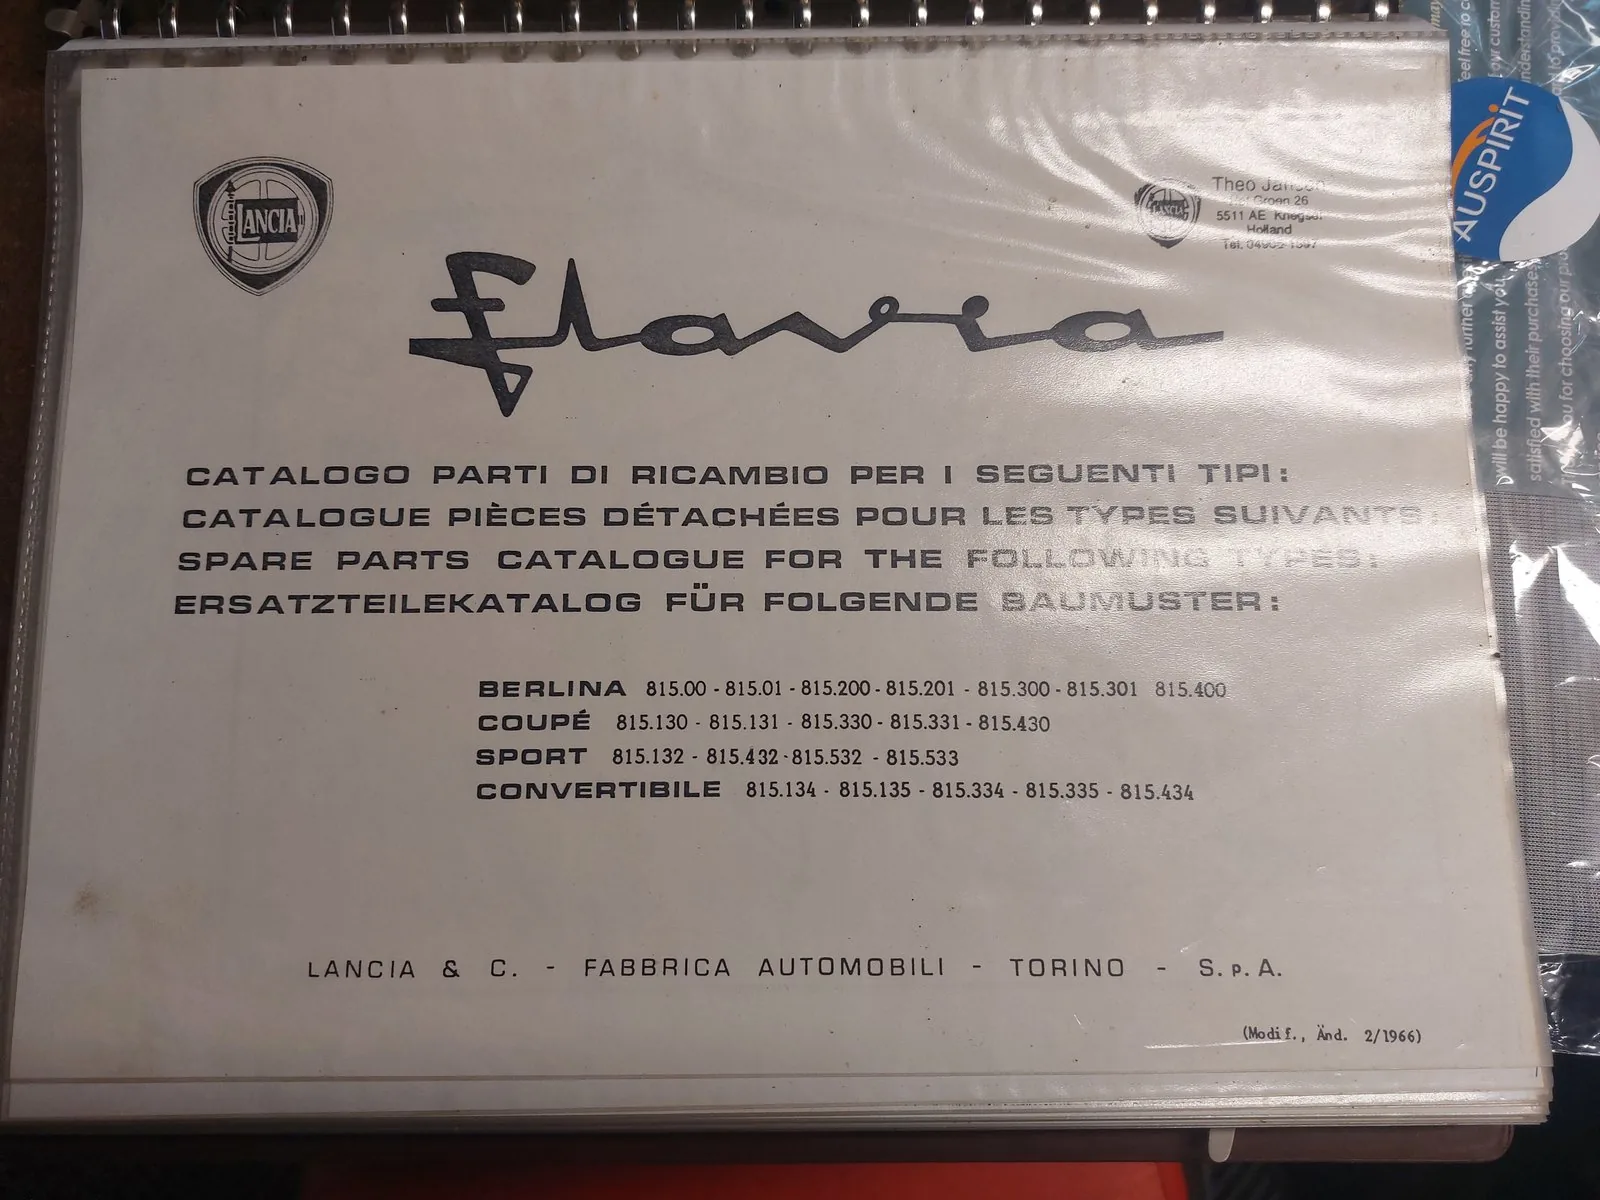 LANCIA
Flavia
Theo Jansen
5511 AE
Holland
CATALOGO PARTI DI RICAMBIO PER I SEGUENTI TIPI:
CATALOGUE PIÈCES DÉTACHÉES POUR LES TYPES SUIVANTS:
SPARE PARTS CATALOGUE FOR THE FOLLOWING TYPES:
ERSATZTEILEKATALOG FÜR FOLGENDE BAUMUSTER:
BERLINA 815.00 - 815.01 - 815.200 - 815.201 - 815.300 - 815.301 815.400
COUPÉ 815.130 - 815.131 - 815.330 - 815.331 - 815.430
SPORT 815.132 - 815.432 - 815.532 - 815.533
CONVERTIBILE 815.134 - 815.135 - 815.334 - 815.335 - 815.434
LANCIA & C. - FABBRICA AUTOMOBILI - TORINO - S.p.A.
(Modif., Änd. 2/1966)
AUSPIRIT
will be happy to assist you
satisfied with their purchases
for choosing our